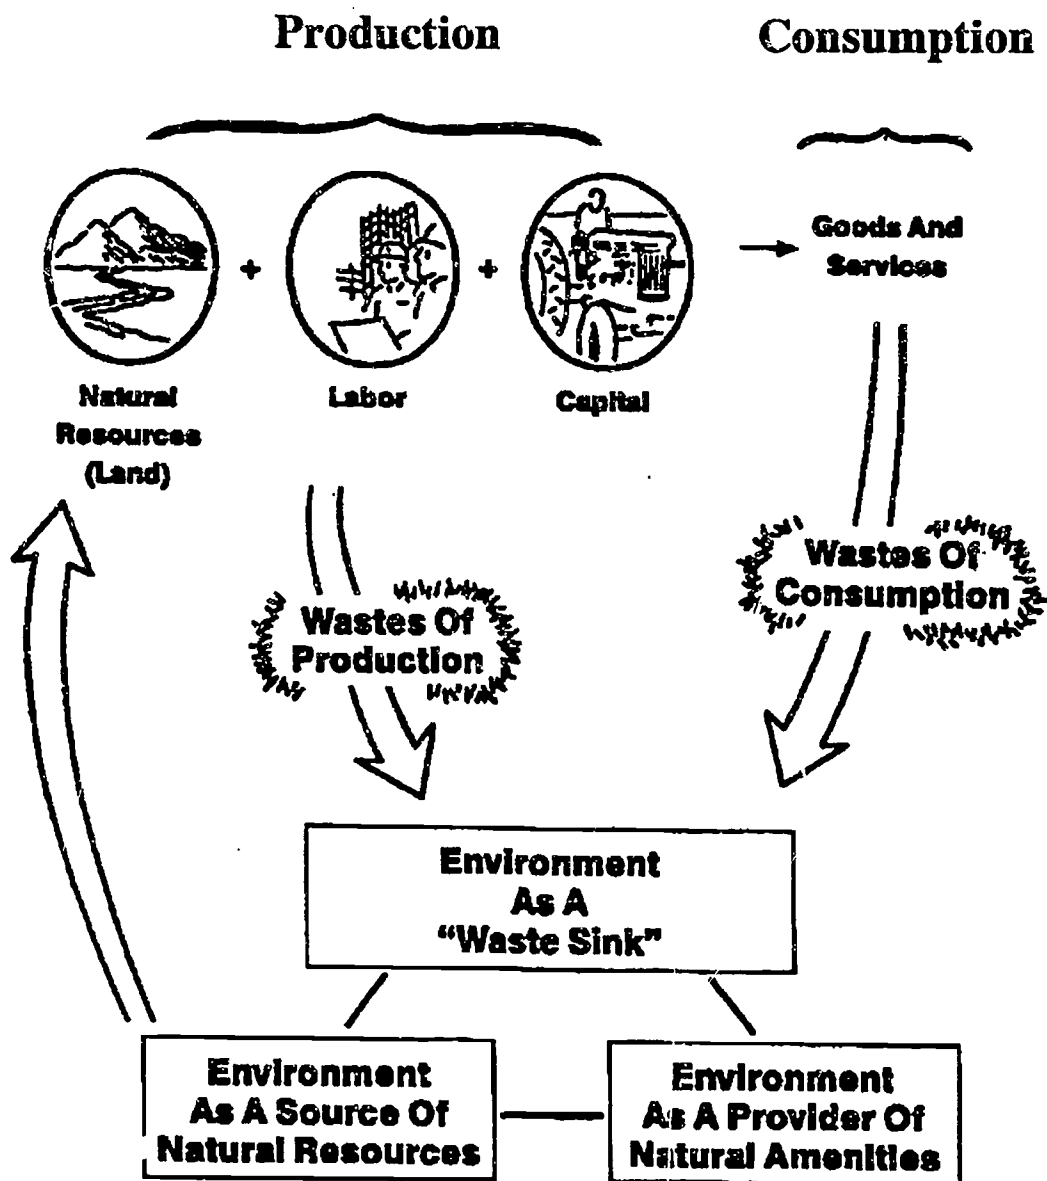 Production
Consumption
+
+
Goods And
Services
Natural
Resources
(Land)
Labor
Capital
Wastes Of
Production
Wastes Of
Consumption
Environment
As A
“Waste Sink”
Environment
As A Source Of
Natural Resources
Environment
As A Provider Of
Natural Amenities